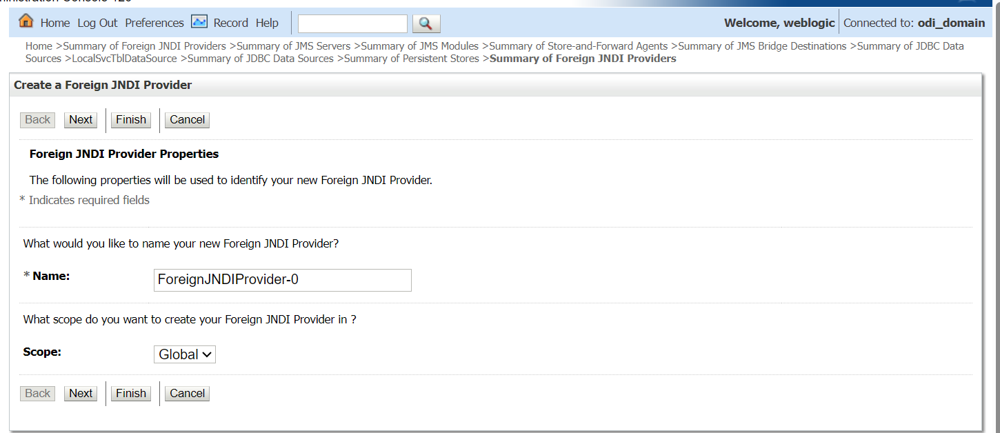 Home Log Out Preferences Record Help Welcome, weblogic Connected to: odi_domain
Home >Summary of Foreign JNDI Providers >Summary of JMS Servers >Summary of JMS Modules >Summary of Store-and-Forward Agents >Summary of JMS Bridge Destinations >Summary of JDBC Data
Sources >LocalSvcTblDataSource >Summary of JDBC Data Sources >Summary of Persistent Stores >Summary of Foreign JNDI Providers
Create a Foreign JNDI Provider
Back Next Finish Cancel
Foreign JNDI Provider Properties
The following properties will be used to identify your new Foreign JNDI Provider.
* Indicates required fields
What would you like to name your new Foreign JNDI Provider?
* Name: ForeignJNDIProvider-0
What scope do you want to create your Foreign JNDI Provider in ?
Scope: Global
Back Next Finish Cancel